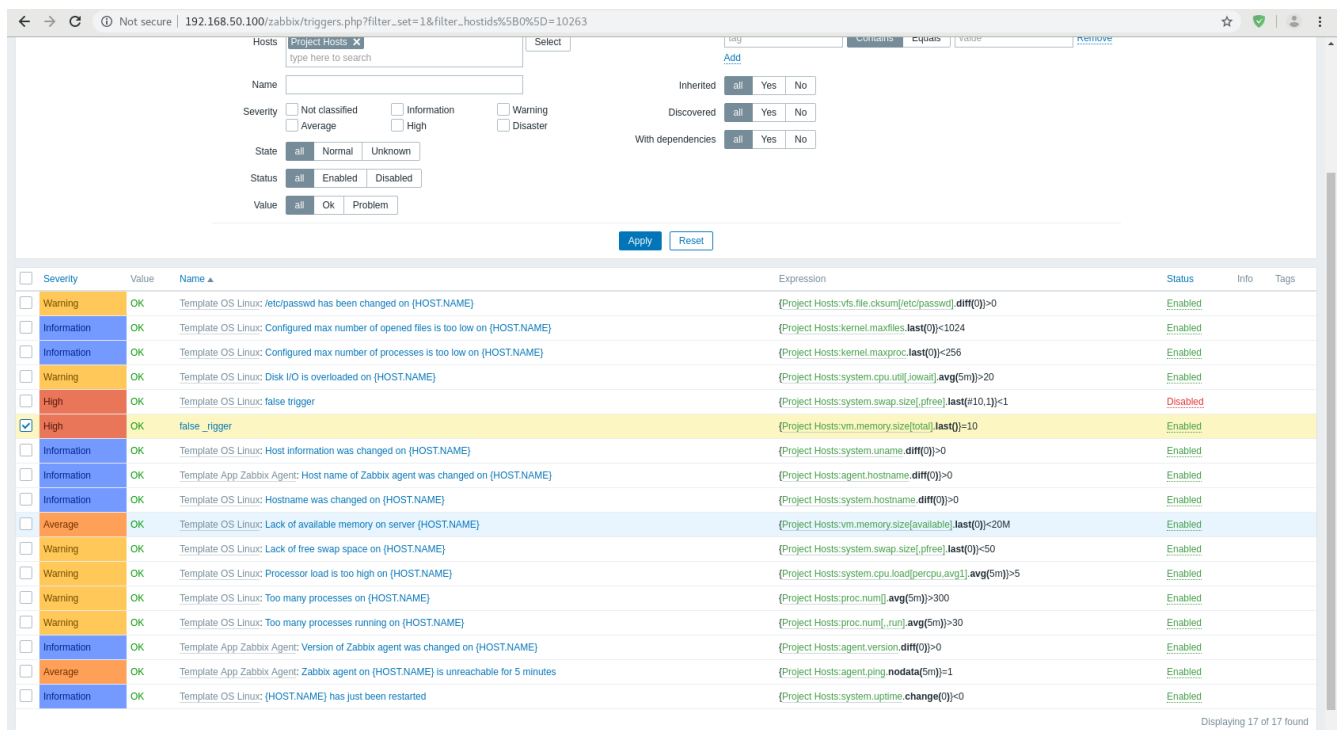 Not secure 192.168.50.100/zabbix/triggers.php?filter_set=1&filter_hostids%5B0%5D=10263
Hosts Project Hosts Select tag Contains Equals value Remove
type here to search Add
Name Inherited all Yes No
Severity Not classified Information Warning Discovered all Yes No
Average High Disaster
With dependencies all Yes No
State all Normal Unknown
Status all Enabled Disabled
Value all Ok Problem
Apply Reset
Severity Value Name Expression Status Info Tags
Warning OK Template OS Linux: /etc/passwd has been changed on {HOST.NAME} {Project Hosts:vfs.file.cksum[/etc/passwd].diff(0)}>0 Enabled
Information OK Template OS Linux: Configured max number of opened files is too low on {HOST.NAME} {Project Hosts:kernel.maxfiles.last(0)}<1024 Enabled
Information OK Template OS Linux: Configured max number of processes is too low on {HOST.NAME} {Project Hosts:kernel.maxproc.last(0)}<256 Enabled
Warning OK Template OS Linux: Disk I/O is overloaded on {HOST.NAME} {Project Hosts:system.cpu.util[,iowait].avg(5m)}>20 Enabled
High OK Template OS Linux: false trigger {Project Hosts:system.swap.size[,pfree].last(#10,1)}<1 Disabled
High OK false _rigger {Project Hosts:vm.memory.size[total].last()}=10 Enabled
Information OK Template OS Linux: Host information was changed on {HOST.NAME} {Project Hosts:system.uname.diff(0)}>0 Enabled
Information OK Template App Zabbix Agent: Host name of Zabbix agent was changed on {HOST.NAME} {Project Hosts:agent.hostname.diff(0)}>0 Enabled
Information OK Template OS Linux: Hostname was changed on {HOST.NAME} {Project Hosts:system.hostname.diff(0)}>0 Enabled
Average OK Template OS Linux: Lack of available memory on server {HOST.NAME} {Project Hosts:vm.memory.size[available].last(0)}<20M Enabled
Warning OK Template OS Linux: Lack of free swap space on {HOST.NAME} {Project Hosts:system.swap.size[,pfree].last(0)}<50 Enabled
Warning OK Template OS Linux: Processor load is too high on {HOST.NAME} {Project Hosts:system.cpu.load[percpu,avg1].avg(5m)}>5 Enabled
Warning OK Template OS Linux: Too many processes on {HOST.NAME} {Project Hosts:proc.num[].avg(5m)}>300 Enabled
Warning OK Template OS Linux: Too many processes running on {HOST.NAME} {Project Hosts:proc.num[,,run].avg(5m)}>30 Enabled
Information OK Template App Zabbix Agent: Version of Zabbix agent was changed on {HOST.NAME} {Project Hosts:agent.version.diff(0)}>0 Enabled
Average OK Template App Zabbix Agent: Zabbix agent on {HOST.NAME} is unreachable for 5 minutes {Project Hosts:agent.ping.nodata(5m)}=1 Enabled
Information OK Template OS Linux: {HOST.NAME} has just been restarted {Project Hosts:system.uptime.change(0)}<0 Enabled
Displaying 17 of 17 found